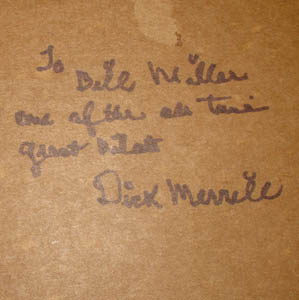 To
Bill Miller
one of the all time
great pilots
Dick Merrill